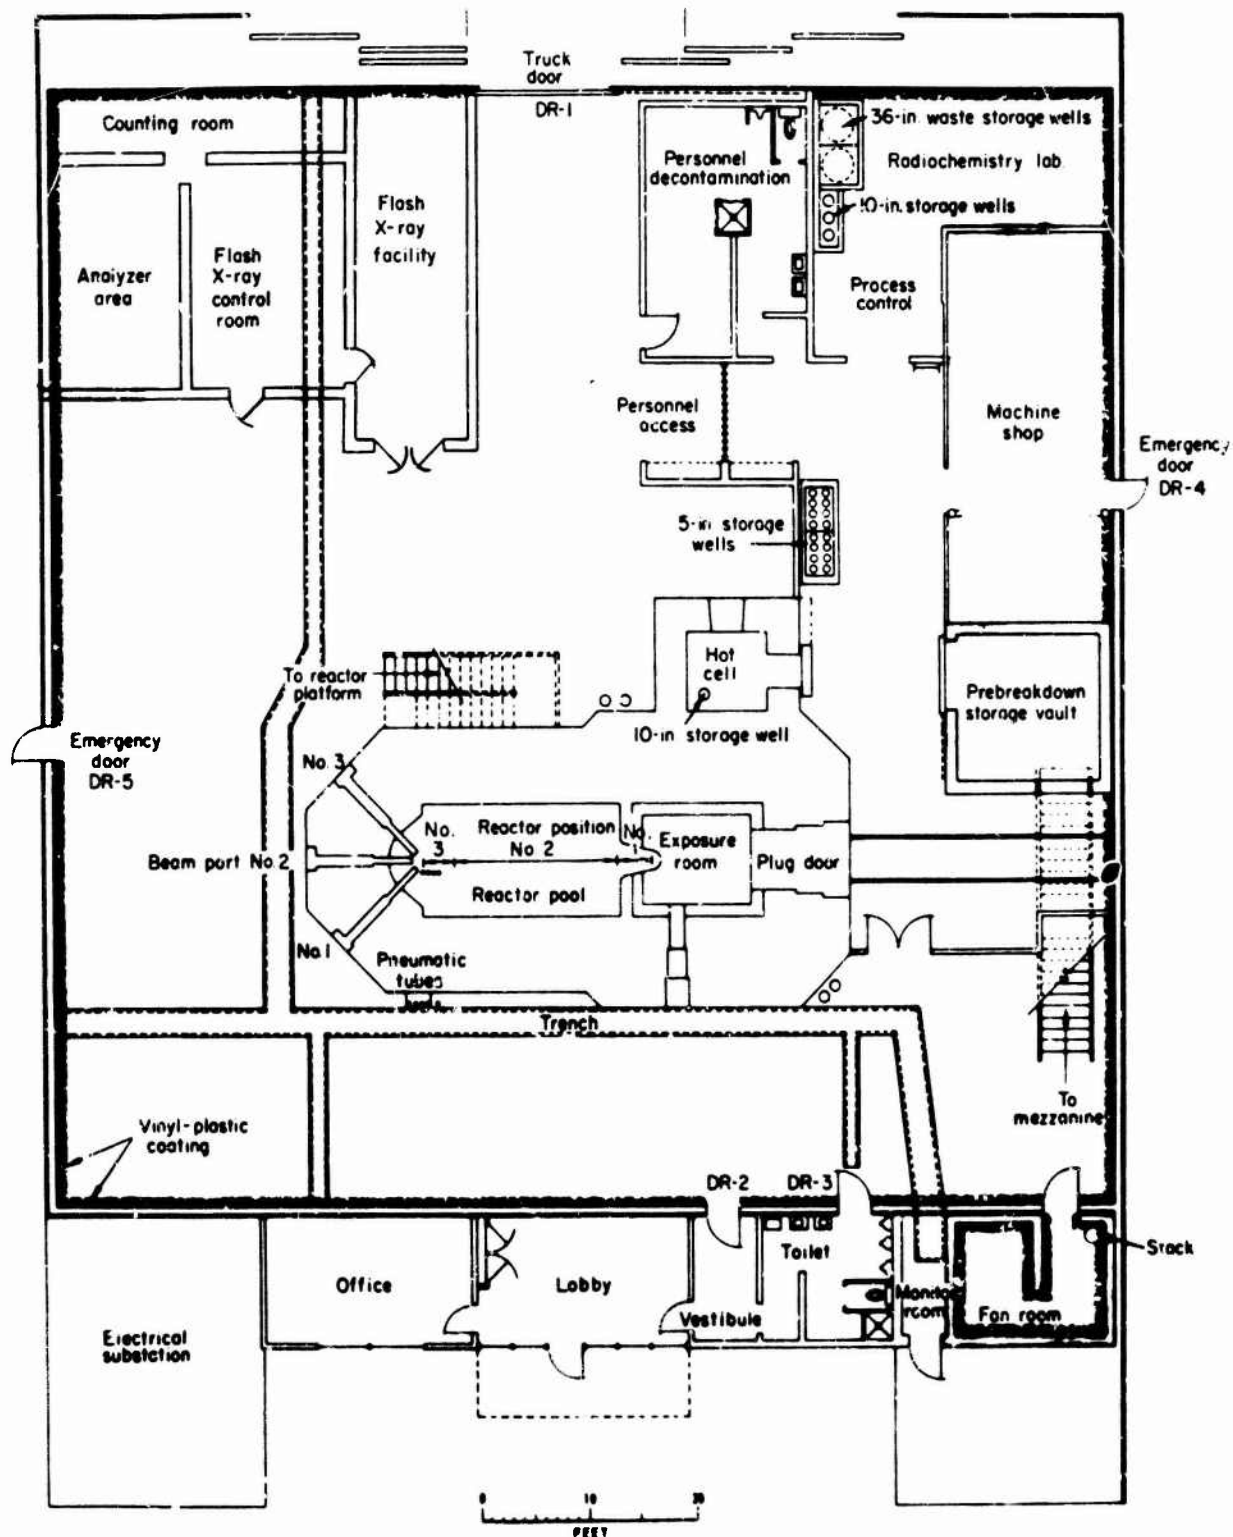 Truck
door
DR-1
Counting room
36-in. waste storage wells
Personnel
decontamination
Radiochemistry lab.
10-in. storage wells
Flash
X-ray
facility
Analyzer
area
Flash
X-ray
control
room
Process
control
Personnel
access
Machine
shop
Emergency
door
DR-4
5-in storage
wells
Hot
cell
To reactor
platform
Prebreakdown
storage vault
10-in storage well
Emergency
door
DR-5
No. 3
No.
3
Reactor position
No. 2
No.
Exposure
room
Plug door
Beam port No. 2
Reactor pool
No. 1
Pneumatic
tubes
Trench
To
mezzanine
Vinyl-plastic
coating
DR-2
DR-3
Toilet
Stack
Office
Lobby
Vestibule
Monitor
room
Fan room
Electrical
substation
0
10
20
FEET